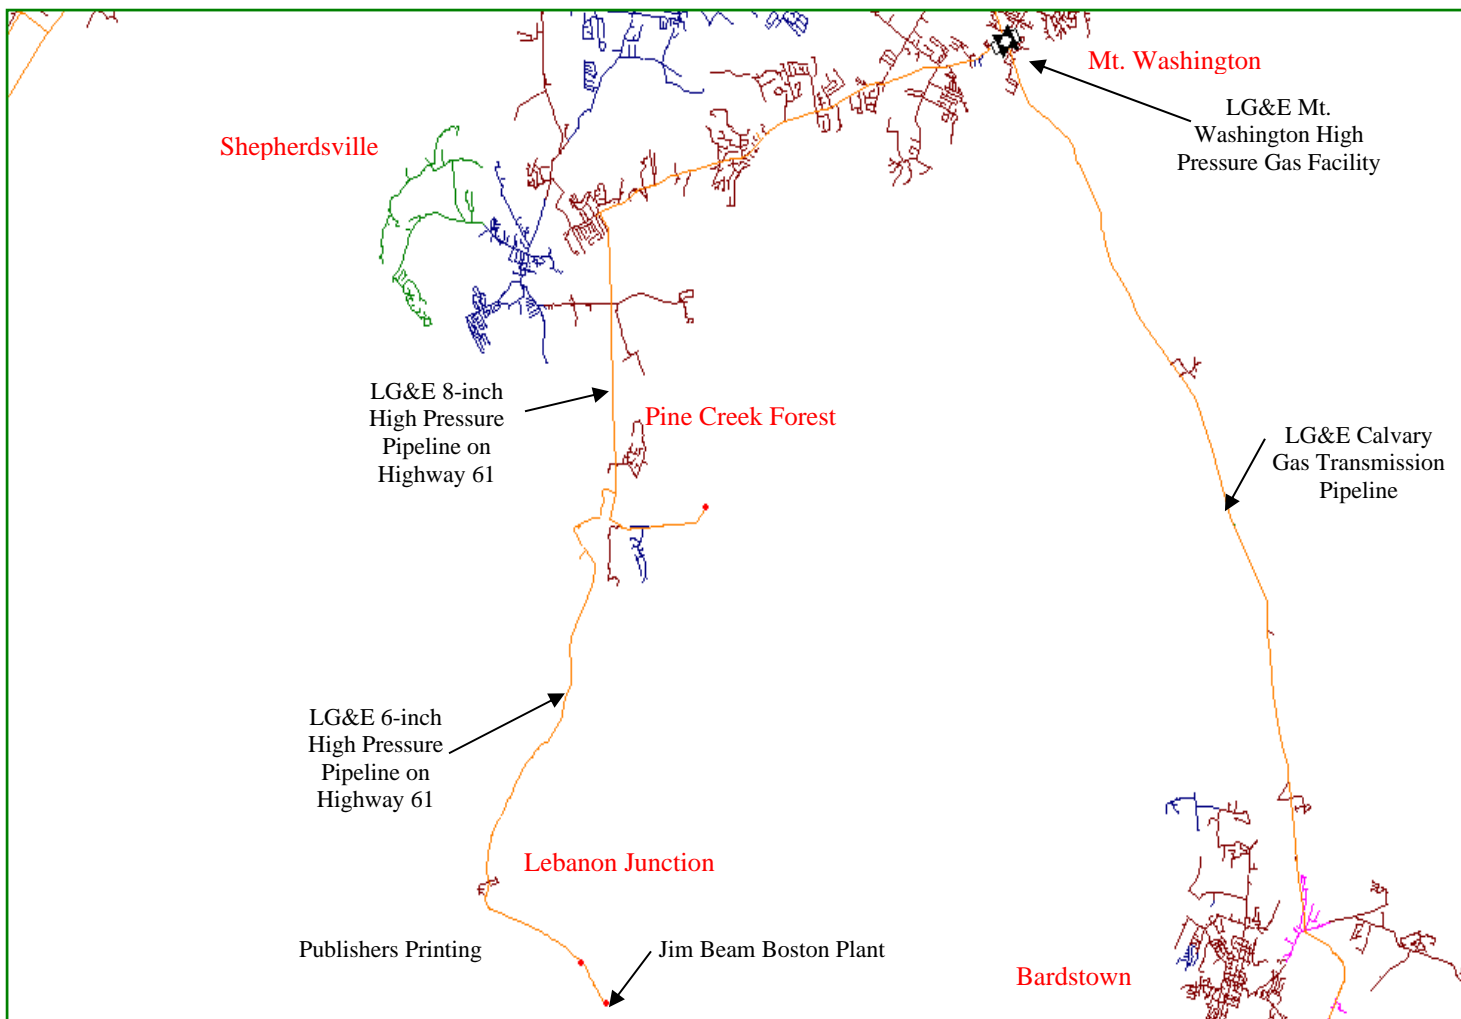 Mt. Washington
LG&E Mt.
Washington High
Pressure Gas Facility
Shepherdsville
LG&E 8-inch
High Pressure
Pipeline on
Highway 61
Pine Creek Forest
LG&E Calvary
Gas Transmission
Pipeline
LG&E 6-inch
High Pressure
Pipeline on
Highway 61
Lebanon Junction
Publishers Printing
Jim Beam Boston Plant
Bardstown